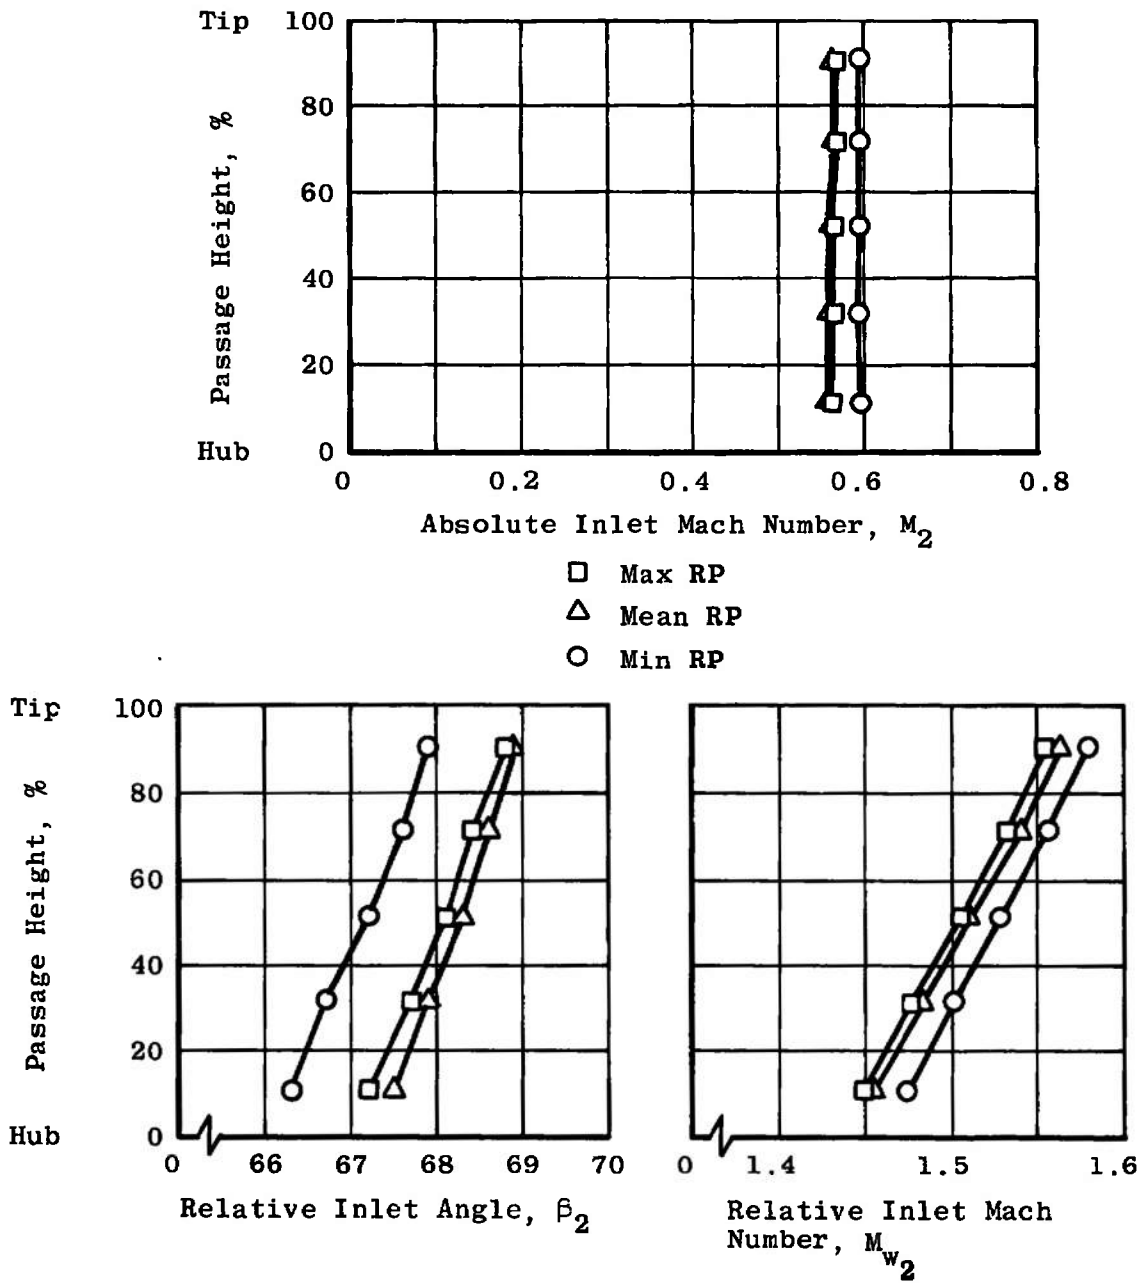 Tip 100
80
60
40
20
Hub 0
Passage Height, %
0 0.2 0.4 0.6 0.8
Absolute Inlet Mach Number, M2
Max RP
Mean RP
Min RP
Tip 100
80
60
40
20
Hub 0
Passage Height, %
0 66 67 68 69 70
Relative Inlet Angle, β2
0 1.4 1.5 1.6
Relative Inlet Mach
Number, Mw2